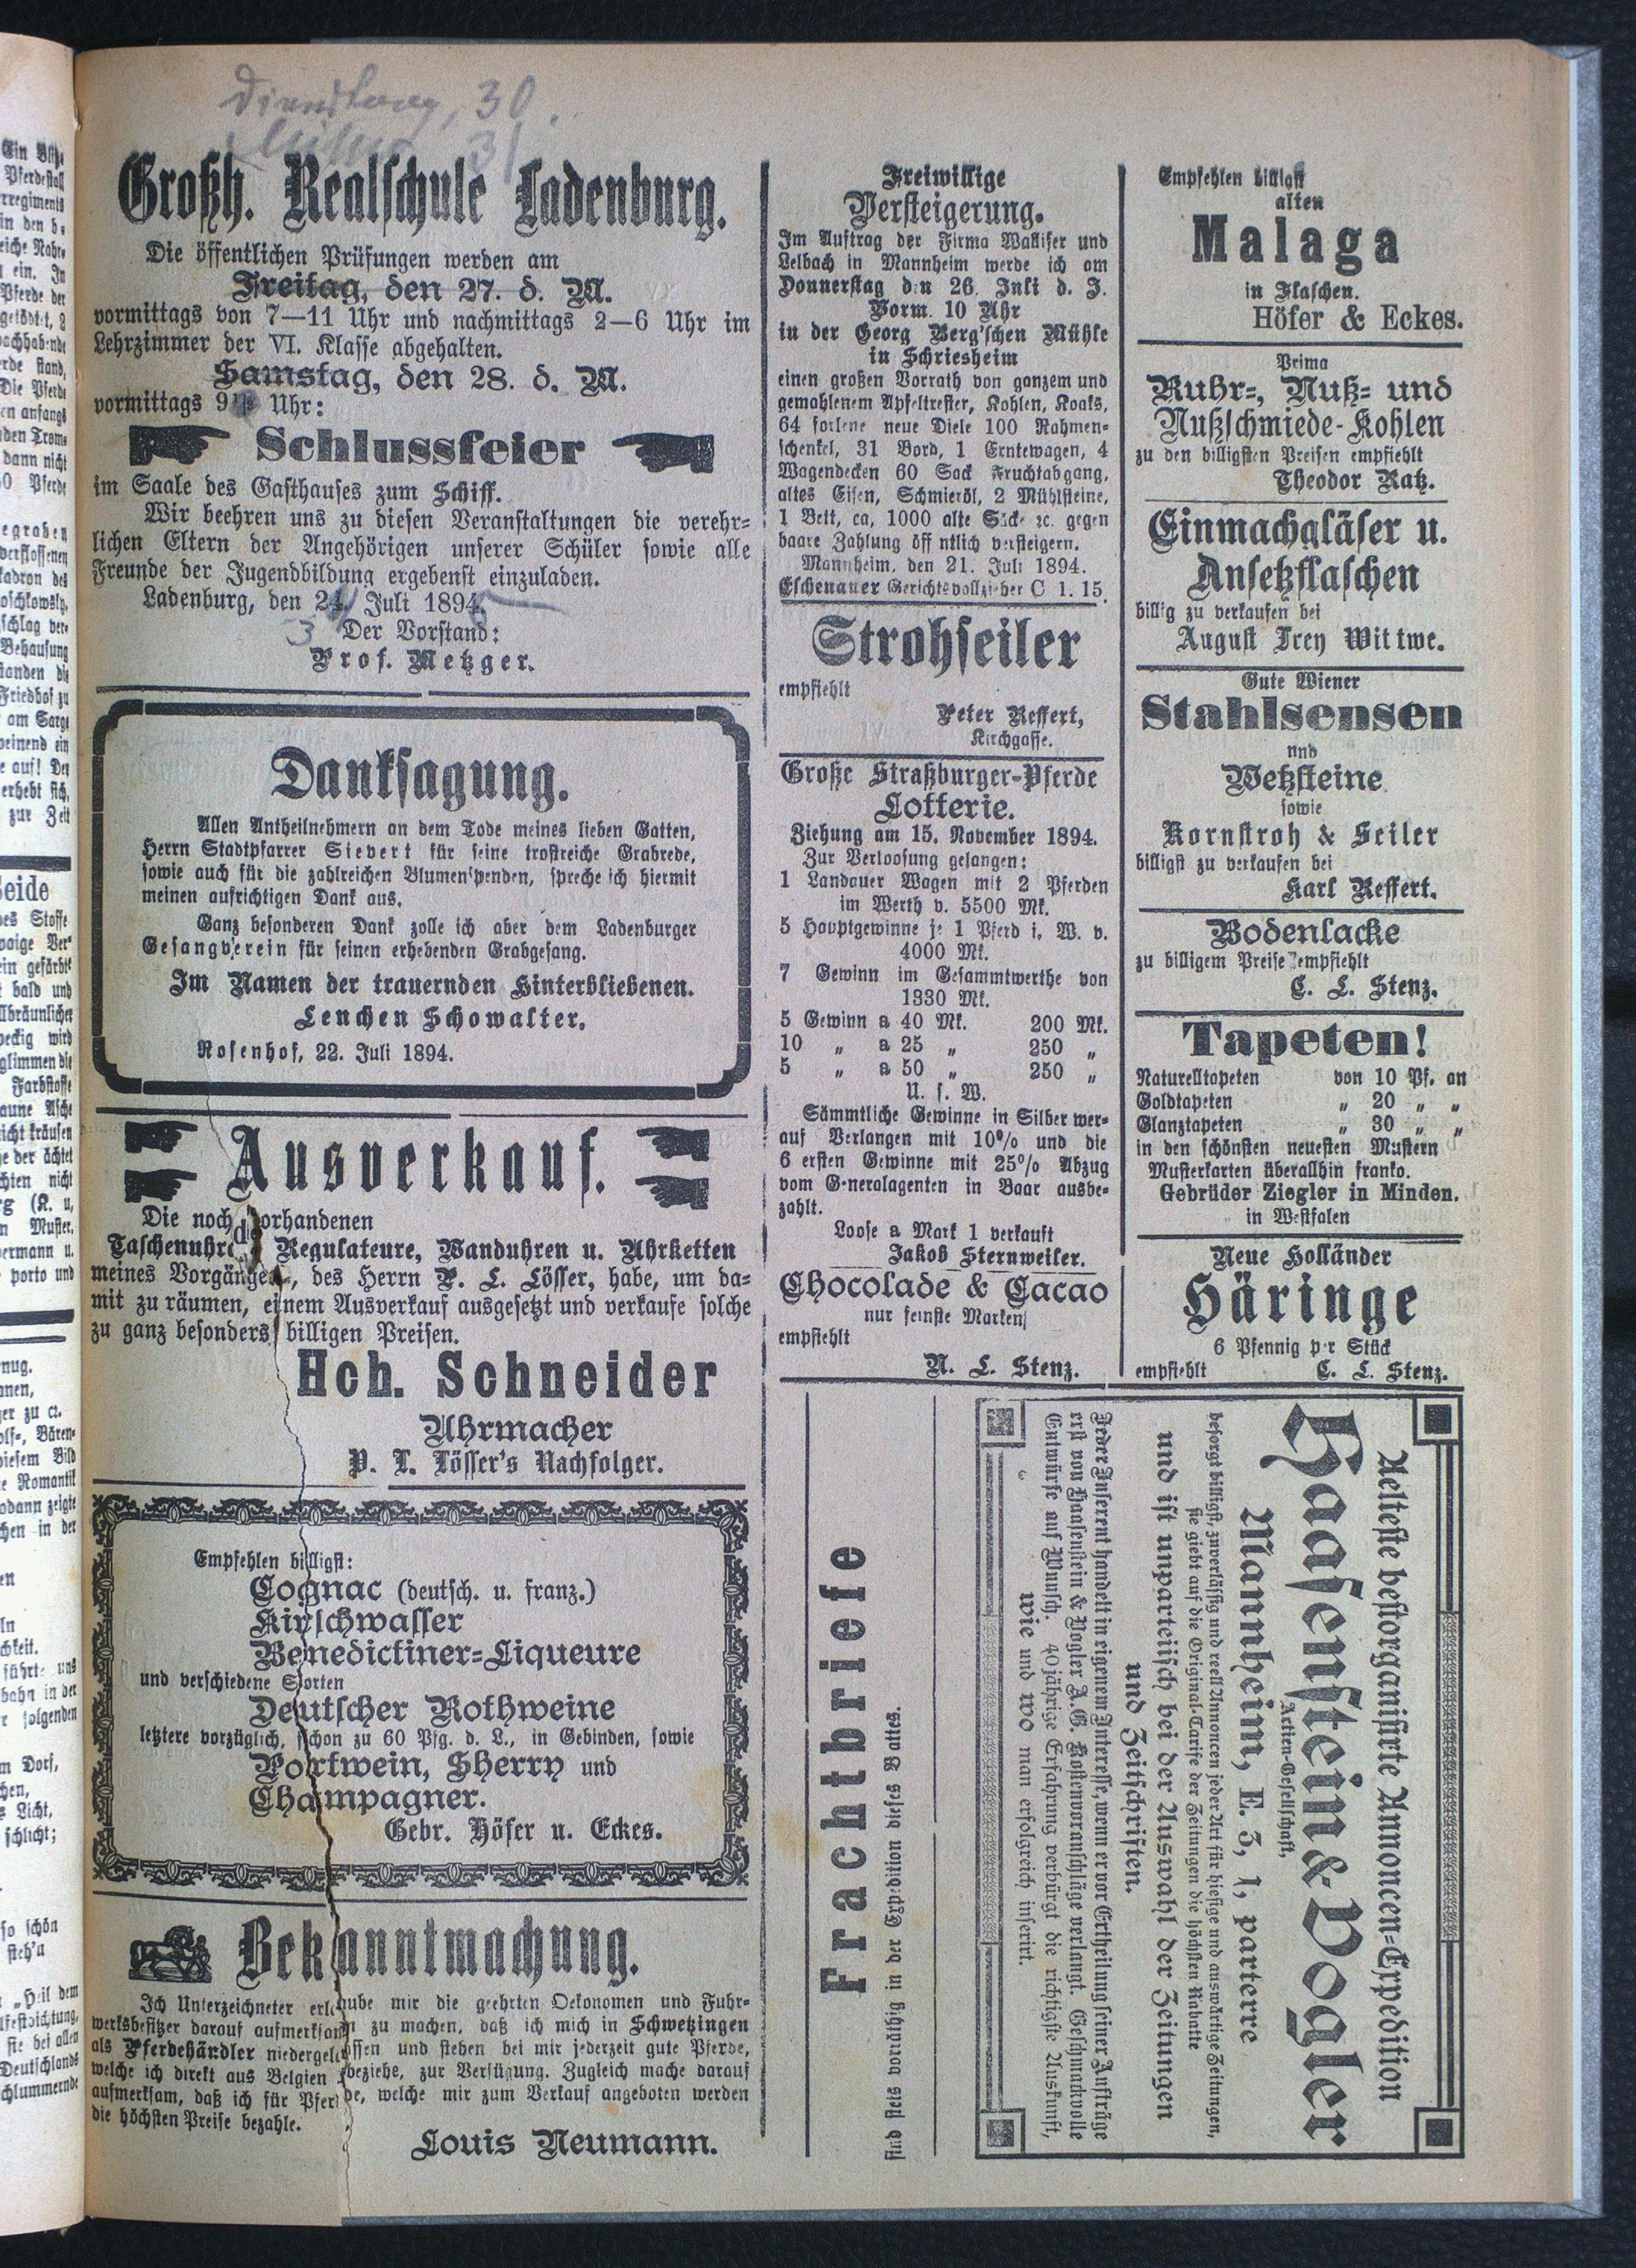 Dienstag, 30.
31
Großh. Realschule Ladenburg.
Die öffentlichen Prüfungen werden am
Freitag, den 27. d. M.
vormittags von 7—11 Uhr und nachmittags 2—6 Uhr im
Lehrzimmer der VI. Klasse abgehalten.
Samstag, den 28. d. M.
vormittags 9½ Uhr:
Schlussfeier
im Saale des Gasthauses zum Schiff.
Wir beehren uns zu diesen Veranstaltungen die verehr-
lichen Eltern der Angehörigen unserer Schüler sowie alle
Freunde der Jugendbildung ergebenst einzuladen.
Ladenburg, den 24. Juli 1894.
3 Der Vorstand:
Prof. Metzger.
Danksagung.
Allen Antheilnehmern an dem Tode meines lieben Gatten,
Herrn Stadtpfarrer Sievert für seine trostreiche Grabrede,
sowie auch für die zahlreichen Blumenspenden, spreche ich hiermit
meinen aufrichtigen Dank aus.
Ganz besonderen Dank zolle ich aber dem Ladenburger
Gesangverein für seinen erhebenden Grabgesang.
Im Namen der trauernden Hinterbliebenen.
Lenchen Schowalter.
Rosenhof, 22. Juli 1894.
Ausverkauf.
Die noch vorhandenen
Taschenuhren Regulateure, Wanduhren u. Uhrketten
meines Vorgängers, des Herrn P. L. Lösser, habe, um da-
mit zu räumen, einem Ausverkauf ausgesetzt und verkaufe solche
zu ganz besonders billigen Preisen.
Hch. Schneider
Uhrmacher
P. L. Lösser's Nachfolger.
Empfehlen billigst:
Cognac (deutsch. u. franz.)
Kirschwasser
Benedictiner-Liqueure
und verschiedene Sorten
Deutscher Rothweine
letztere vorzüglich, schon zu 60 Pfg. d. L., in Gebinden, sowie
Portwein, Sherry und
Champagner.
Gebr. Höfer u. Eckes.
Bekanntmachung.
Ich Unterzeichneter erlaube mir die geehrten Oekonomen und Fuhr-
werksbesitzer darauf aufmerksam zu machen, daß ich mich in Schwetzingen
als Pferdehändler niedergelassen und stehen bei mir jederzeit gute Pferde,
welche ich direkt aus Belgien beziehe, zur Verfügung. Zugleich mache darauf
aufmerksam, daß ich für Pferde, welche mir zum Verkauf angeboten werden
die höchsten Preise bezahle.
Louis Neumann.
Freiwillige
Versteigerung.
Im Auftrag der Firma Walliser und
Lelbach in Mannheim werde ich am
Donnerstag den 26. Juli d. J.
Vorm. 10 Uhr
in der Georg Berg'schen Mühle
in Schriesheim
einen großen Vorrath von ganzem und
gemahlenem Apfeltrester, Kohlen, Koaks,
64 forlene neue Diele 100 Rahmen-
schenkel, 31 Bord, 1 Erntewagen, 4
Wagendecken 60 Sack Fruchtabgang,
altes Eisen, Schmieröl, 2 Mühlsteine,
1 Bett, ca. 1000 alte Säcke ꝛc. gegen
baare Zahlung öffentlich versteigern.
Mannheim, den 21. Juli 1894.
Eschenauer Gerichtsvollzieher C 1. 15.
Strohseiler
empfiehlt
Peter Reffert,
Kirchgasse.
Große Straßburger-Pferde
Lotterie.
Ziehung am 15. November 1894.
Zur Verloosung gelangen:
1 Landauer Wagen mit 2 Pferden
im Werth v. 5500 Mk.
5 Hauptgewinne je 1 Pferd i. W. v.
4000 Mk.
7 Gewinn im Gesammtwerthe von
1330 Mk.
5 Gewinn a 40 Mk. 200 Mk.
10 „ a 25 „ 250 „
5 „ a 50 „ 250 „
U. s. W.
Sämmtliche Gewinne in Silber wer-
auf Verlangen mit 10% und die
6 ersten Gewinne mit 25% Abzug
vom Generalagenten in Baar ausbe-
zahlt.
Loose a Mark 1 verkauft
Jakob Sternweiler.
Chocolade & Cacao
nur feinste Marken
empfiehlt
A. L. Stenz.
Empfehlen billigst
alten
Malaga
in Flaschen.
Höfer & Eckes.
Prima
Ruhr-, Nuß- und
Nußschmiede-Kohlen
zu den billigsten Preisen empfiehlt
Theodor Ratz.
Einmachgläser u.
Ansetzflaschen
billig zu verkaufen bei
August Frey Wittwe.
Gute Wiener
Stahlsensen
und
Wetzsteine
sowie
Kornstroh & Seiler
billigst zu verkaufen bei
Karl Reffert.
Bodenlacke
zu billigem Preise empfiehlt
C. L. Stenz.
Tapeten!
Naturelltapeten von 10 Pf. an
Goldtapeten „ 20 „ „
Glanztapeten „ 30 „ „
in den schönsten neuesten Mustern
Musterkarten überallhin franko.
Gebrüder Ziegler in Minden.
in Westfalen
Neue Holländer
Häringe
6 Pfennig per Stück
empfiehlt C. L. Stenz.
Frachtbriefe
sind stets vorräthig in der Expedition dieses Blattes.
Aelteste bestorganisirte Annoncen-Expedition
Haasenstein & Vogler
Actien-Gesellschaft,
Mannheim, E. 3, 1, parterre
besorgt billigst, zuverlässig und reell Annoncen jeder Art für hiesige und auswärtige Zeitungen,
sie giebt auf die Original-Tarife der Zeitungen die höchsten Rabatte
und ist unparteiisch bei der Auswahl der Zeitungen
und Zeitschriften.
Jeder Inserent handelt in eigenem Interesse, wenn er vor Ertheilung seiner Aufträge
erst von Haasenstein & Vogler A.G. Kostenvoranschläge verlangt. Geschmackvolle
Entwürfe auf Wunsch. 40jährige Erfahrung verbürgt die richtigste Auskunft,
wie und wo man erfolgreich inserirt.